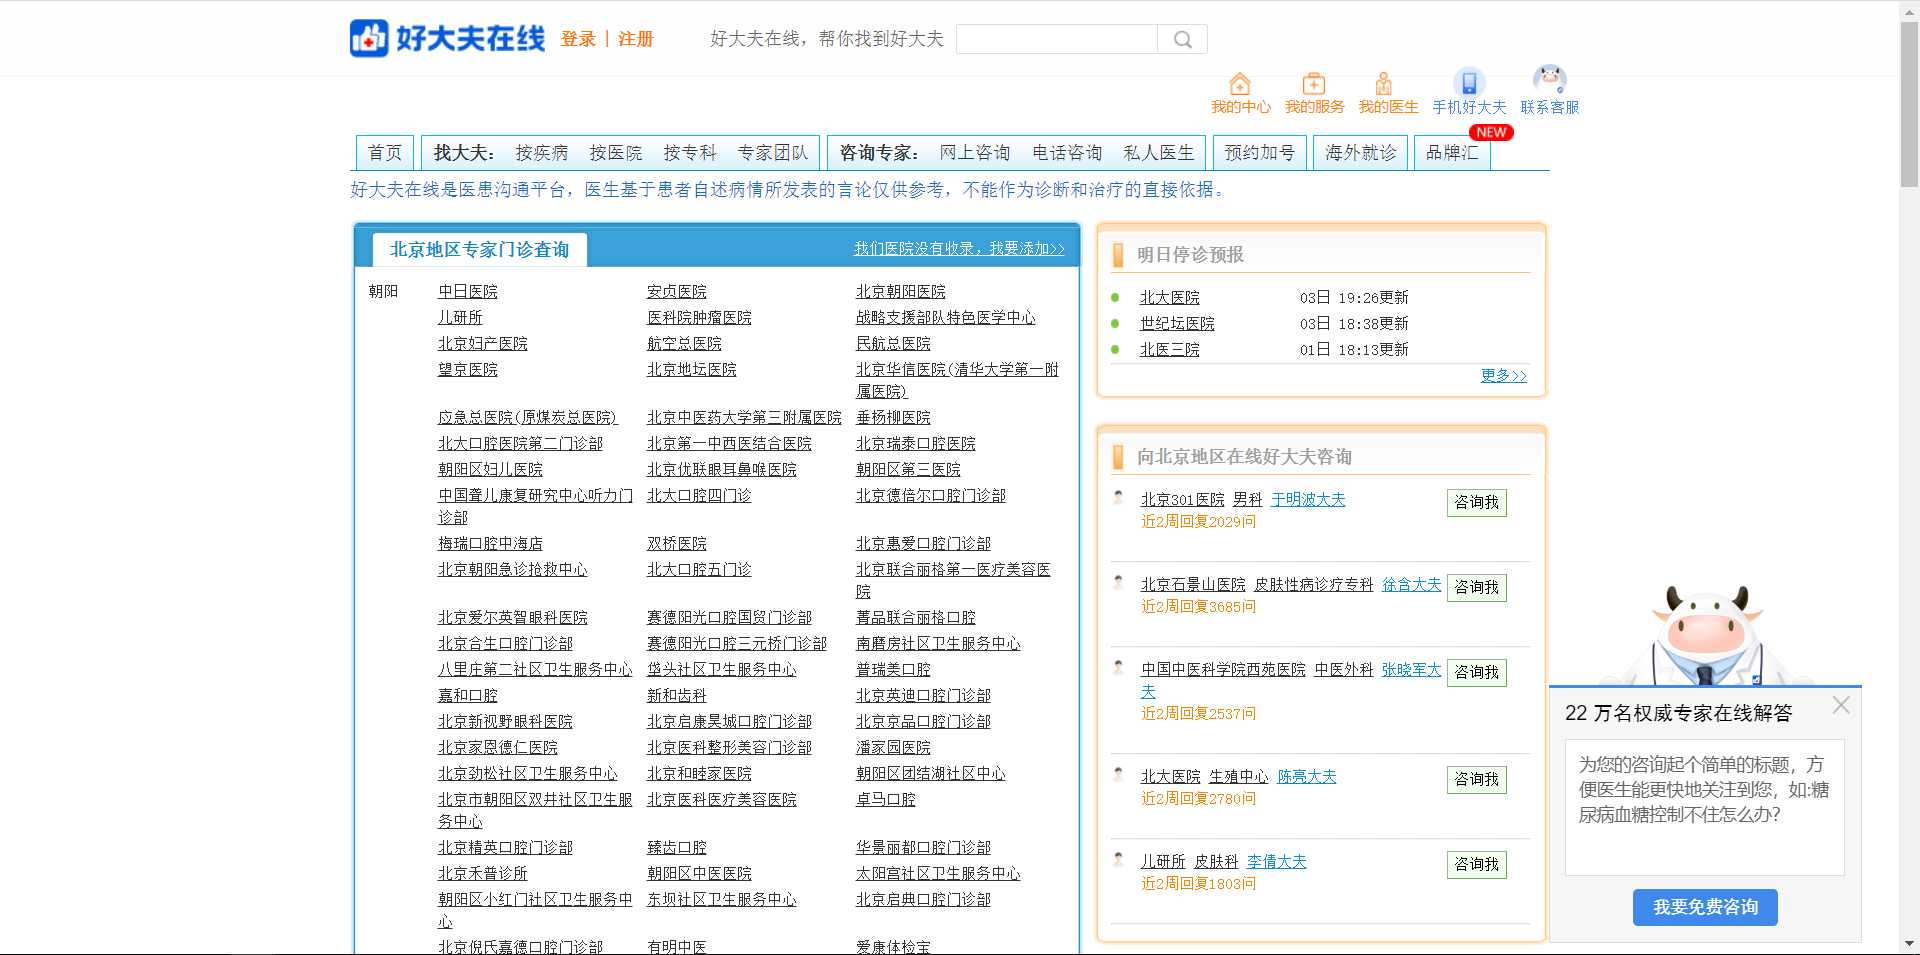 好大夫在线 登录 | 注册 好大夫在线，帮你找到好大夫
我的中心 我的服务 我的医生 手机好大夫 联系客服
NEW
首页 找大夫： 按疾病 按医院 按专科 专家团队 咨询专家： 网上咨询 电话咨询 私人医生 预约加号 海外就诊 品牌汇
好大夫在线是医患沟通平台，医生基于患者自述病情所发表的言论仅供参考，不能作为诊断和治疗的直接依据。
北京地区专家门诊查询 我们医院没有收录，我要添加>>
朝阳 中日医院 安贞医院 北京朝阳医院
儿研所 医科院肿瘤医院 战略支援部队特色医学中心
北京妇产医院 航空总医院 民航总医院
望京医院 北京地坛医院 北京华信医院(清华大学第一附
属医院)
应急总医院(原煤炭总医院) 北京中医药大学第三附属医院 垂杨柳医院
北大口腔医院第二门诊部 北京第一中西医结合医院 北京瑞泰口腔医院
朝阳区妇儿医院 北京优联眼耳鼻喉医院 朝阳区第三医院
中国聋儿康复研究中心听力门 北大口腔四门诊 北京德倍尔口腔门诊部
诊部
梅瑞口腔中海店 双桥医院 北京惠爱口腔门诊部
北京朝阳急诊抢救中心 北大口腔五门诊 北京联合丽格第一医疗美容医
院
北京爱尔英智眼科医院 赛德阳光口腔国贸门诊部 菁品联合丽格口腔
北京合生口腔门诊部 赛德阳光口腔三元桥门诊部 南磨房社区卫生服务中心
八里庄第二社区卫生服务中心 垡头社区卫生服务中心 普瑞美口腔
嘉和口腔 新和齿科 北京英迪口腔门诊部
北京新视野眼科医院 北京启康昊城口腔门诊部 北京京品口腔门诊部
北京家恩德仁医院 北京医科整形美容门诊部 潘家园医院
北京劲松社区卫生服务中心 北京和睦家医院 朝阳区团结湖社区中心
北京市朝阳区双井社区卫生服 北京医科医疗美容医院 卓马口腔
务中心
北京精英口腔门诊部 臻齿口腔 华景丽都口腔门诊部
北京禾普诊所 朝阳区中医医院 太阳宫社区卫生服务中心
朝阳区小红门社区卫生服务中 东坝社区卫生服务中心 北京启典口腔门诊部
心
北京倪氏嘉德口腔门诊部 有明中医 爱康体检宝
明日停诊预报
北大医院 03日 19:26更新
世纪坛医院 03日 18:38更新
北医三院 01日 18:13更新
更多>>
向北京地区在线好大夫咨询
北京301医院 男科 于明波大夫 咨询我
近2周回复2029问
北京石景山医院 皮肤性病诊疗专科 徐含大夫 咨询我
近2周回复3685问
中国中医科学院西苑医院 中医外科 张晓军大 咨询我
夫
近2周回复2537问
北大医院 生殖中心 陈亮大夫 咨询我
近2周回复2780问
儿研所 皮肤科 李倩大夫 咨询我
近2周回复1803问
22 万名权威专家在线解答
为您的咨询起个简单的标题，方
便医生能更快地关注到您，如:糖
尿病血糖控制不住怎么办?
我要免费咨询